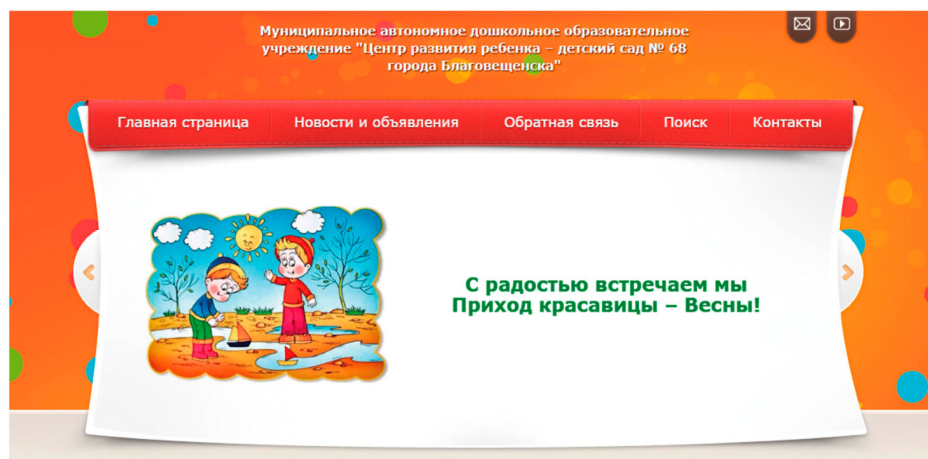 Муниципальное автономное дошкольное образовательное
учреждение "Центр развития ребенка – детский сад № 68
города Благовещенска"
Главная страница Новости и объявления Обратная связь Поиск Контакты
С радостью встречаем мы
Приход красавицы – Весны!